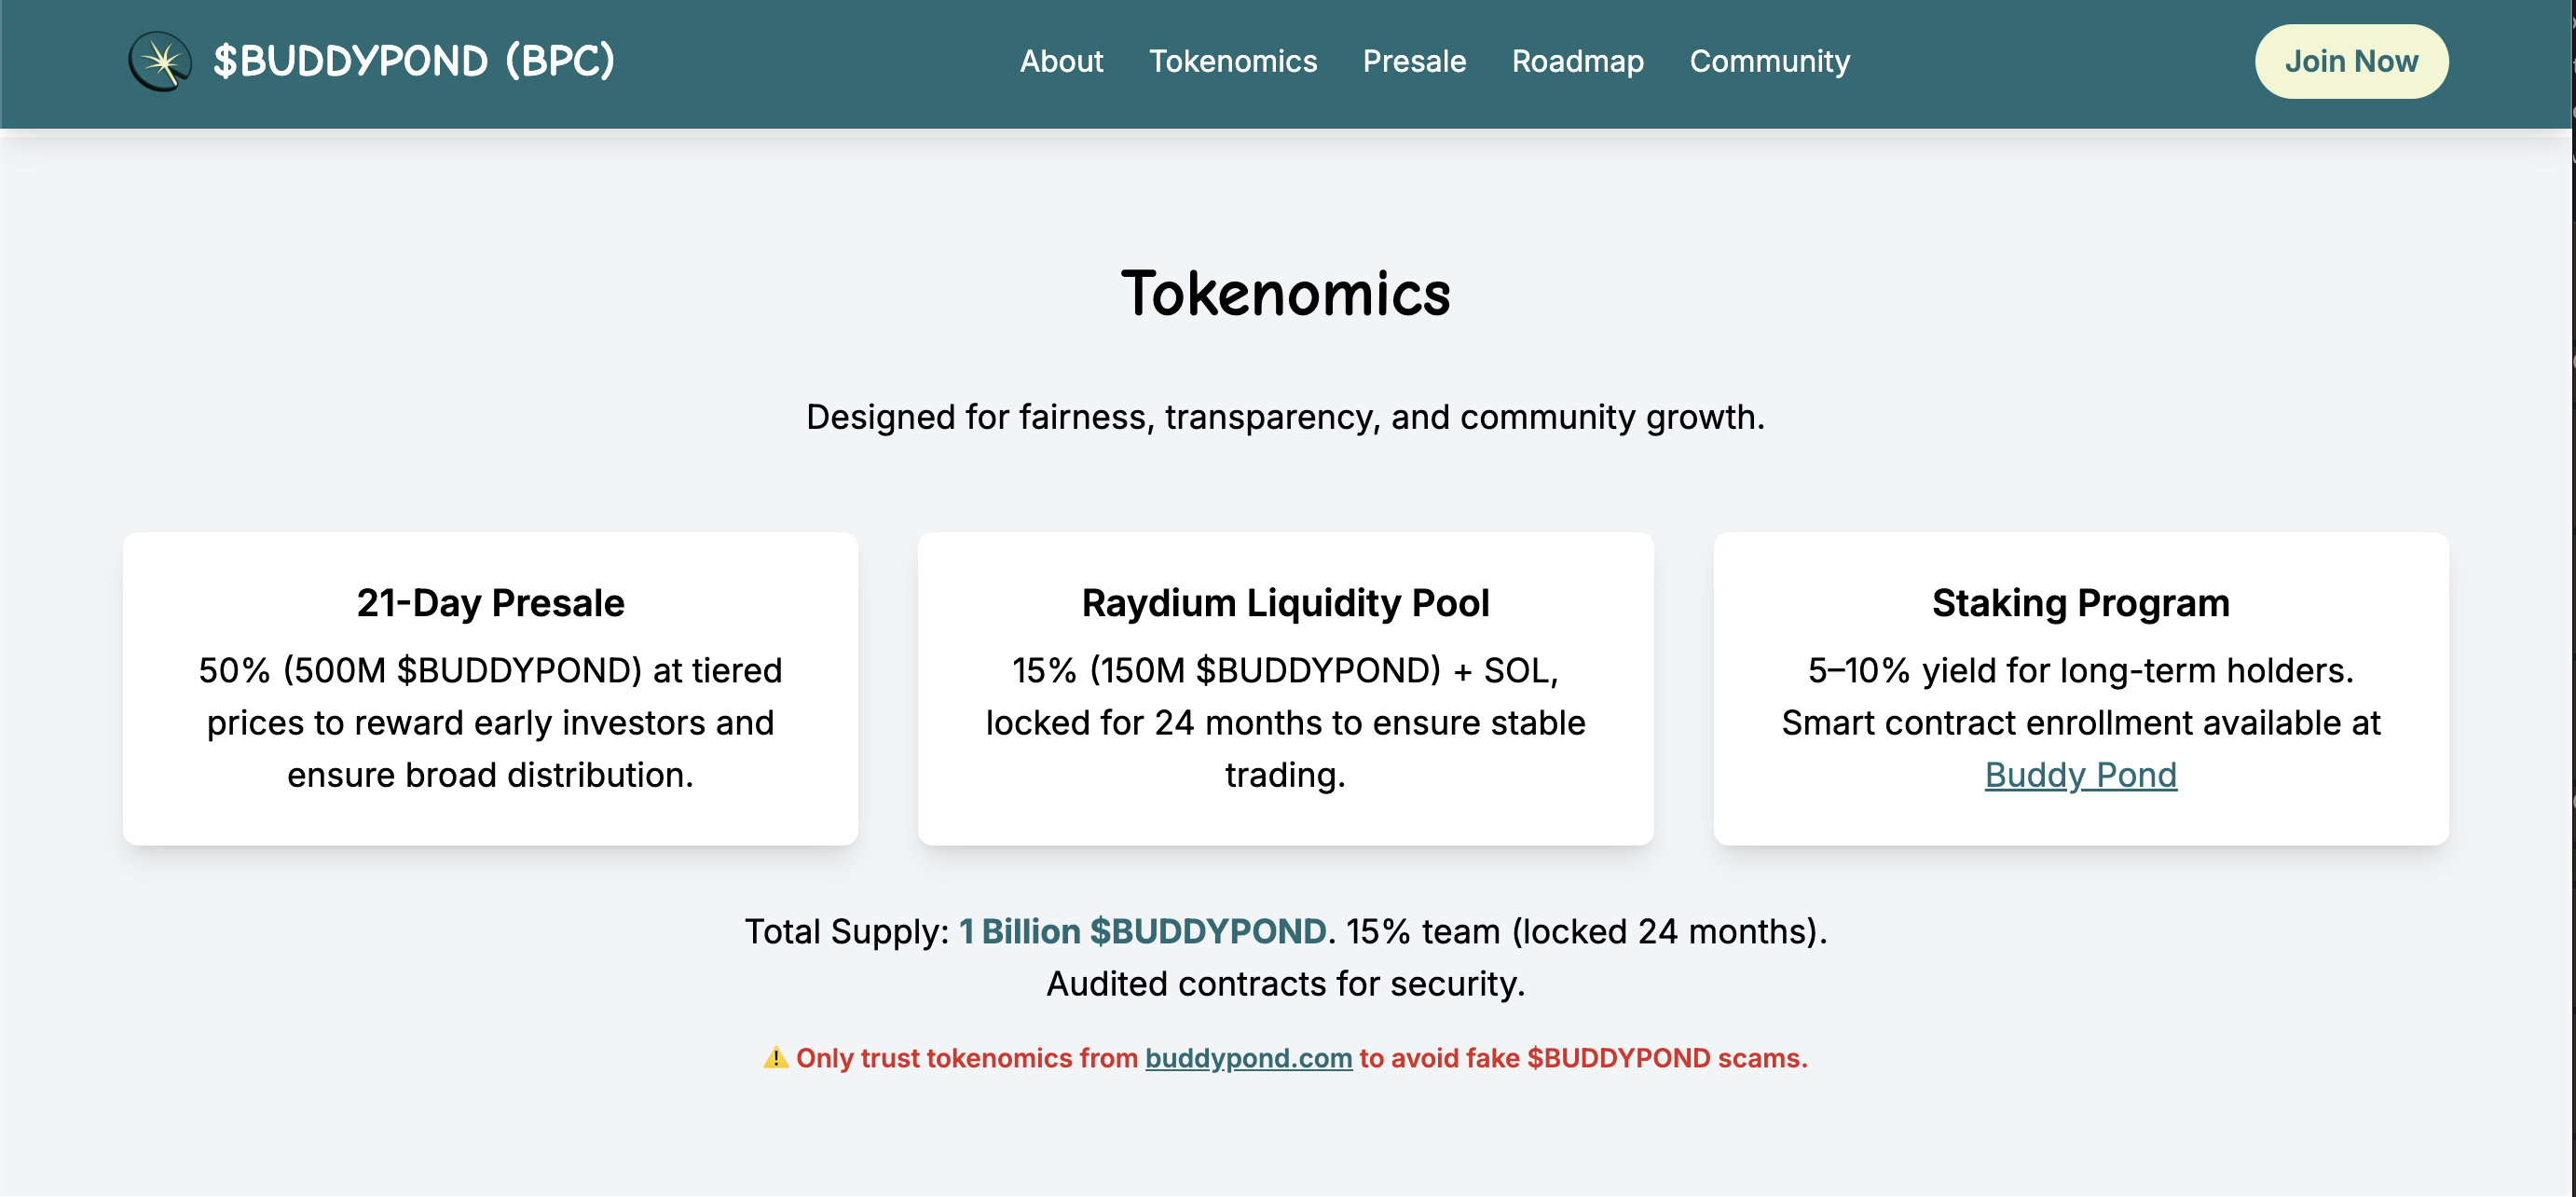 $BUDDYPOND (BPC)
About Tokenomics Presale Roadmap Community
Join Now
Tokenomics
Designed for fairness, transparency, and community growth.
21-Day Presale
50% (500M $BUDDYPOND) at tiered
prices to reward early investors and
ensure broad distribution.
Raydium Liquidity Pool
15% (150M $BUDDYPOND) + SOL,
locked for 24 months to ensure stable
trading.
Staking Program
5–10% yield for long-term holders.
Smart contract enrollment available at
Buddy Pond
Total Supply: 1 Billion $BUDDYPOND. 15% team (locked 24 months).
Audited contracts for security.
⚠️ Only trust tokenomics from buddypond.com to avoid fake $BUDDYPOND scams.